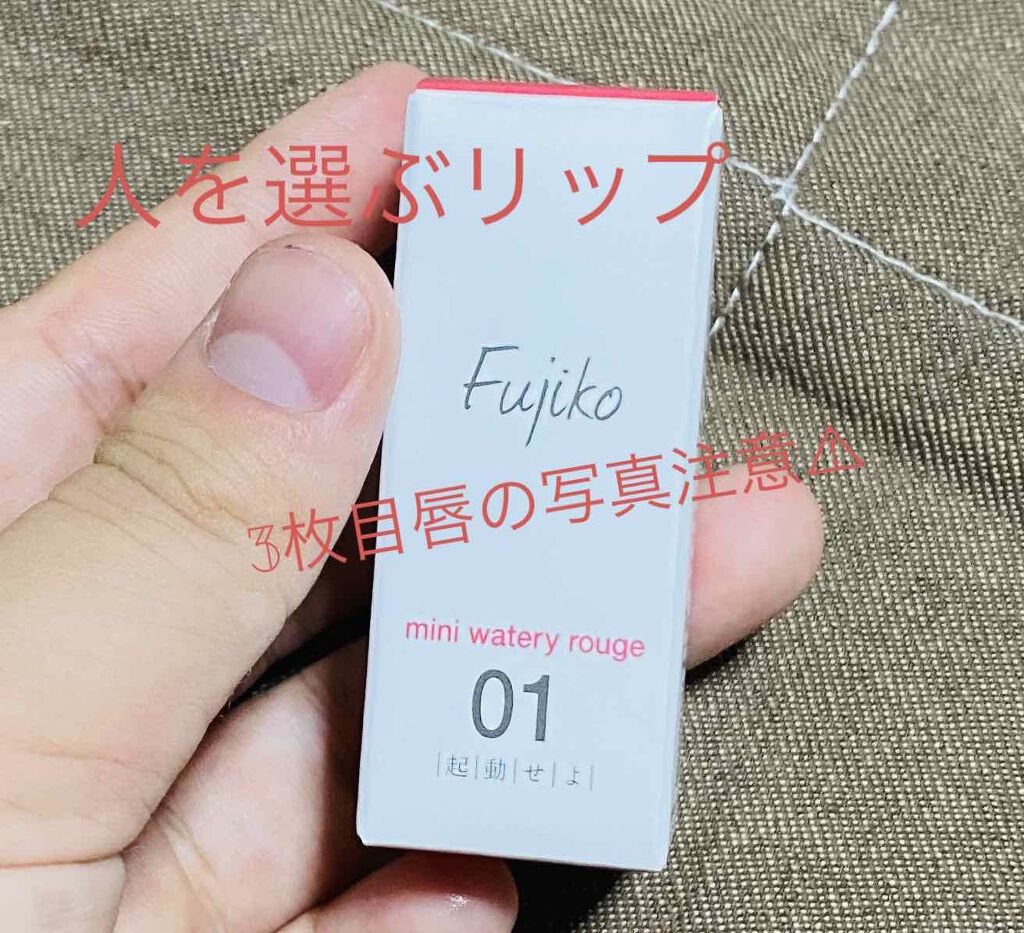 人を選ぶリップ
Fujiko
3枚目唇の写真注意⚠
mini watery rouge
01
|起|動|せ|よ|